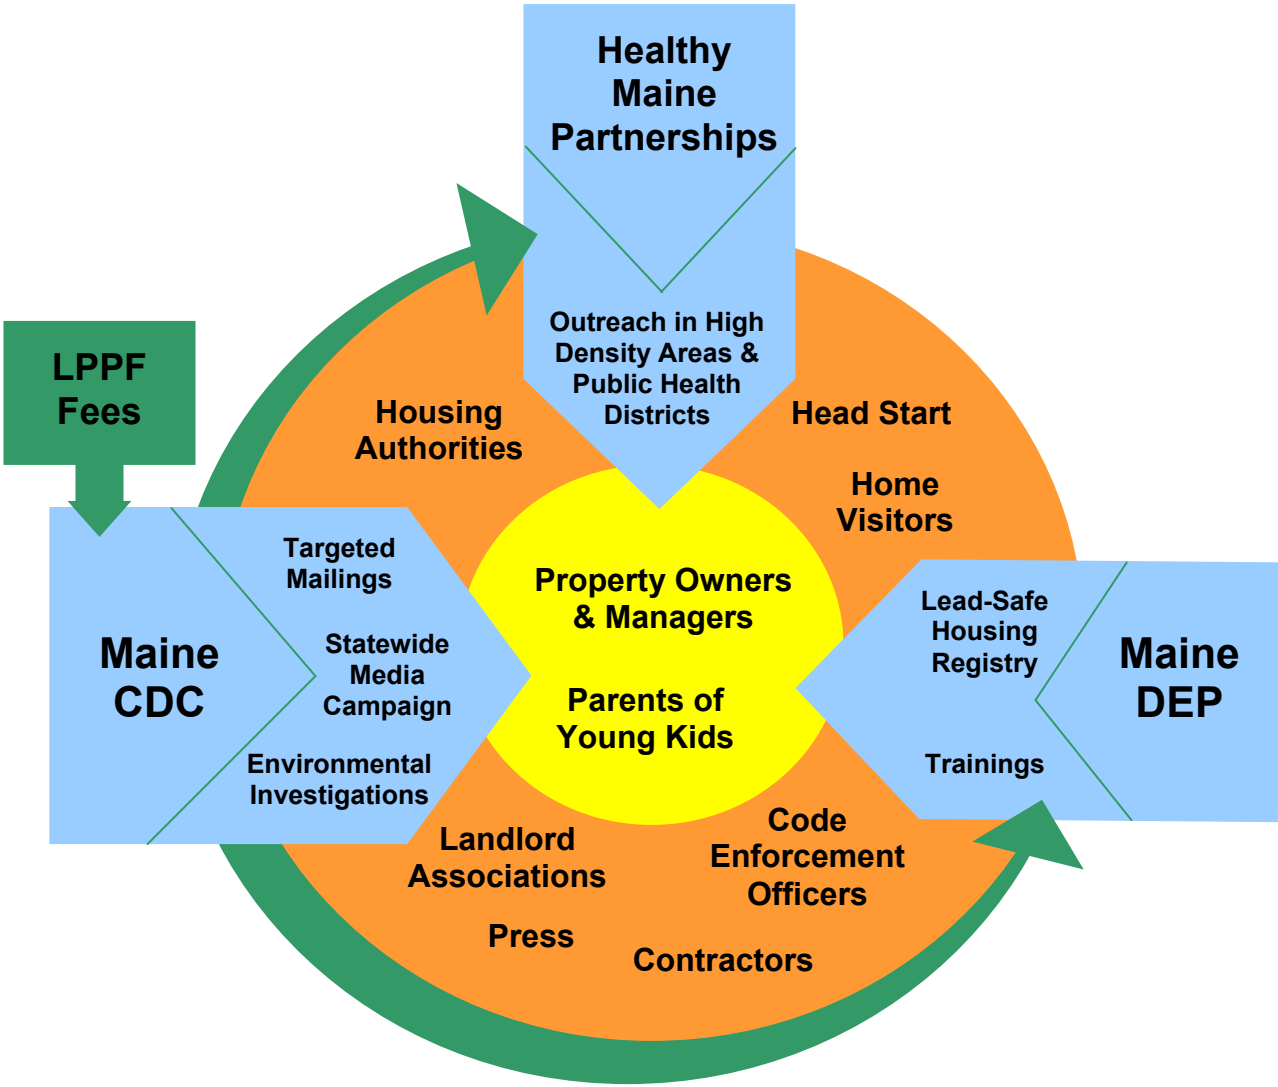 Healthy
Maine
Partnerships
Outreach in High
Density Areas &
Public Health
Districts
LPPF
Fees
Housing
Authorities
Head Start
Home
Visitors
Targeted
Mailings
Statewide
Media
Campaign
Environmental
Investigations
Maine
CDC
Property Owners
& Managers
Parents of
Young Kids
Lead-Safe
Housing
Registry
Trainings
Maine
DEP
Landlord
Associations
Press
Code
Enforcement
Officers
Contractors